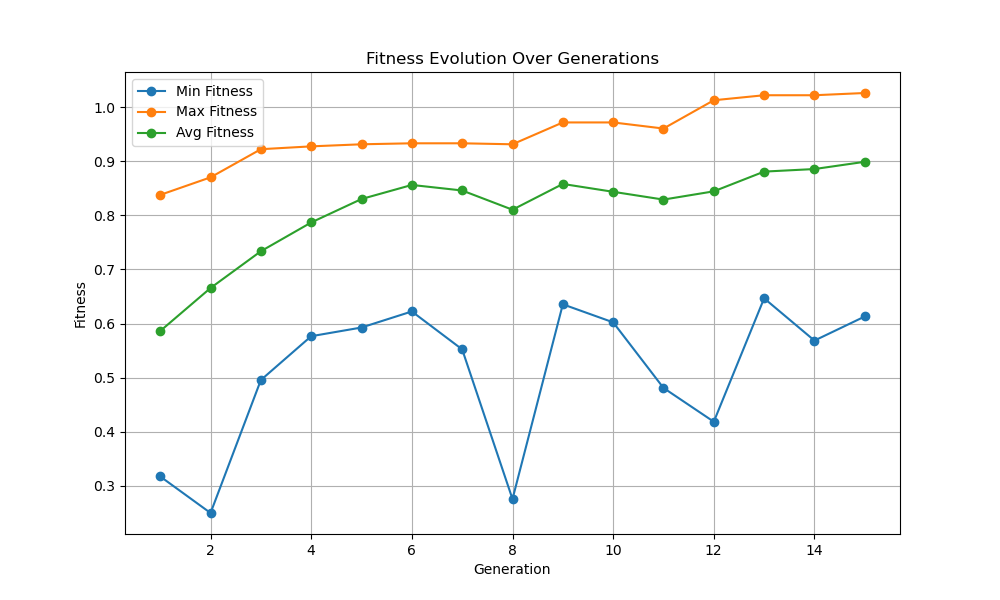 Fitness Evolution Over Generations
Min Fitness
Max Fitness
Avg Fitness
1.0
0.9
0.8
0.7
0.6
0.5
0.4
0.3
Fitness
2 4 6 8 10 12 14
Generation